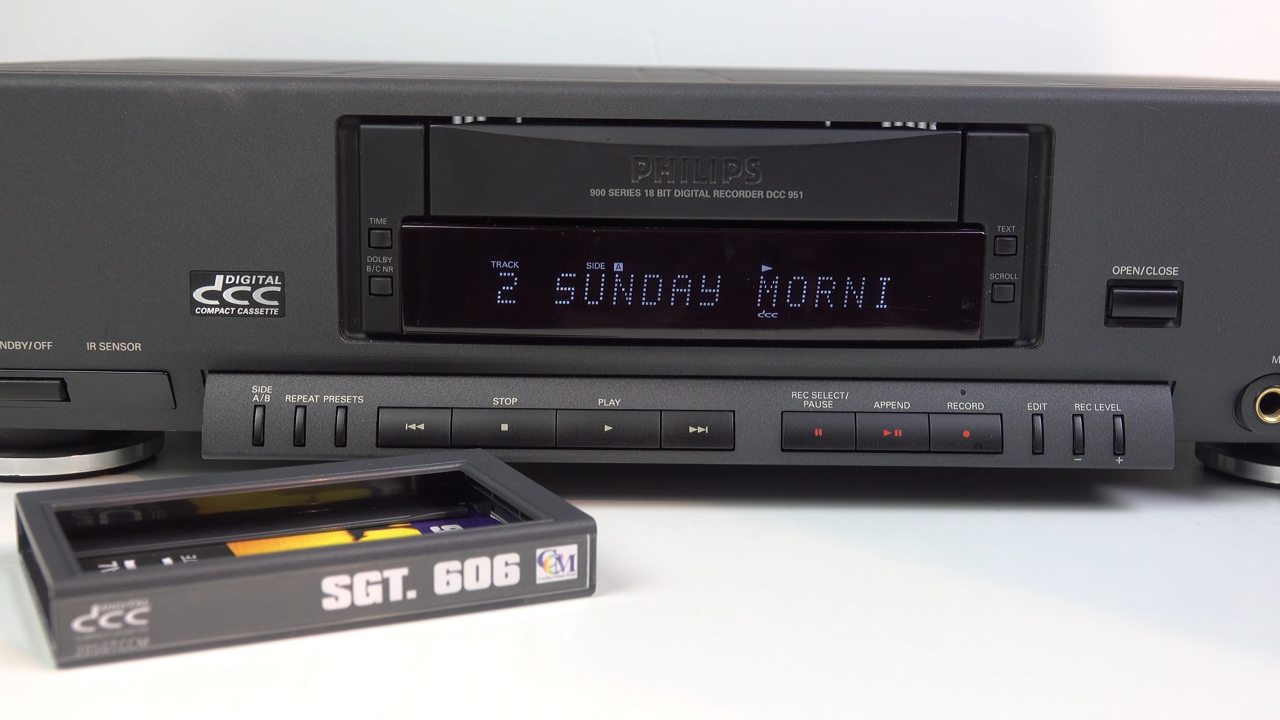 PHILIPS
900 SERIES 18 BIT DIGITAL RECORDER DCC 951
TIME
DOLBY
B/C NR
TEXT
SCROLL
TRACK SIDE A
2 SUNDAY MORNI
dcc
DIGITAL
dcc
COMPACT CASSETTE
OPEN/CLOSE
NDBY/OFF IR SENSOR
M
SIDE
A/B
REPEAT PRESETS
STOP
PLAY
REC SELECT/
PAUSE
APPEND
RECORD
EDIT
REC LEVEL
− +
SGT. 606
CCM
DIGITAL
dcc